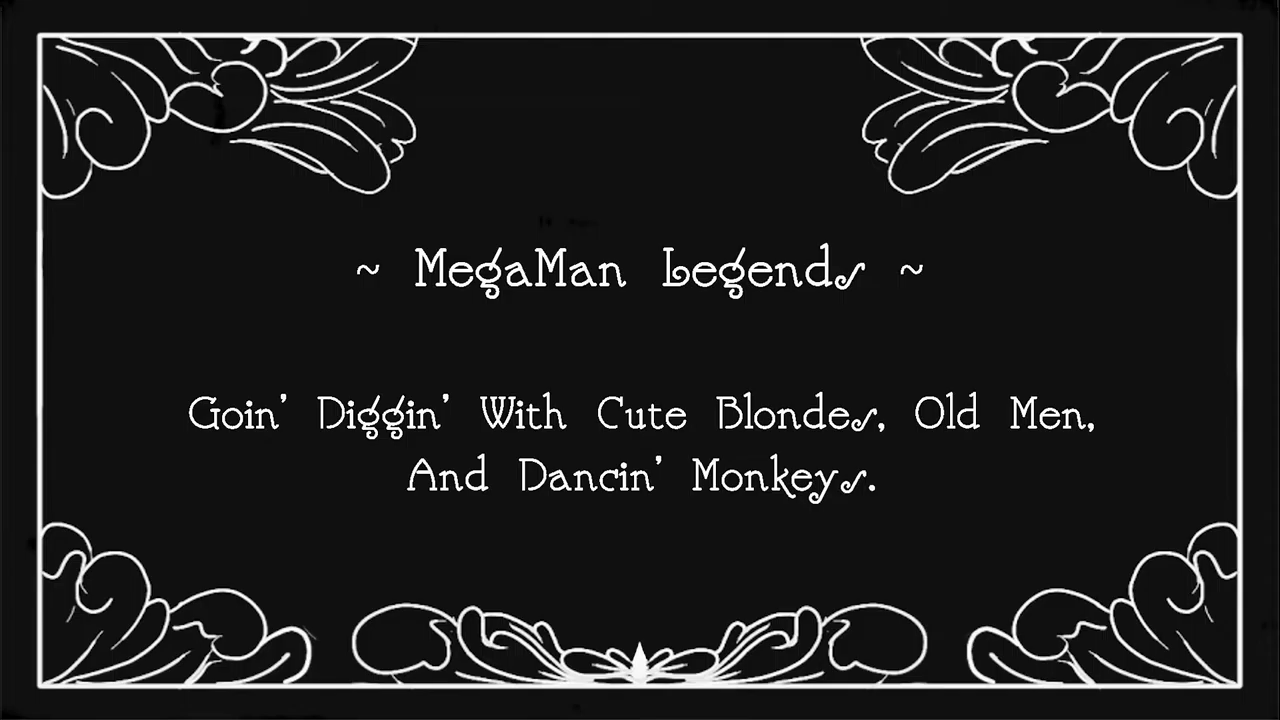 ~ MegaMan Legends ~
Goin' Diggin' With Cute Blondes, Old Men,
And Dancin' Monkeys.